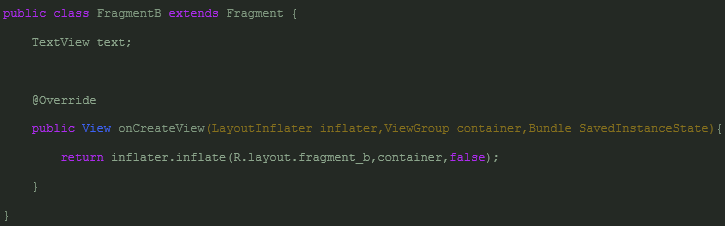 public class FragmentB extends Fragment {
TextView text;
@Override
public View onCreateView(LayoutInflater inflater,ViewGroup container,Bundle SavedInstanceState){
return inflater.inflate(R.layout.fragment_b,container,false);
}
}